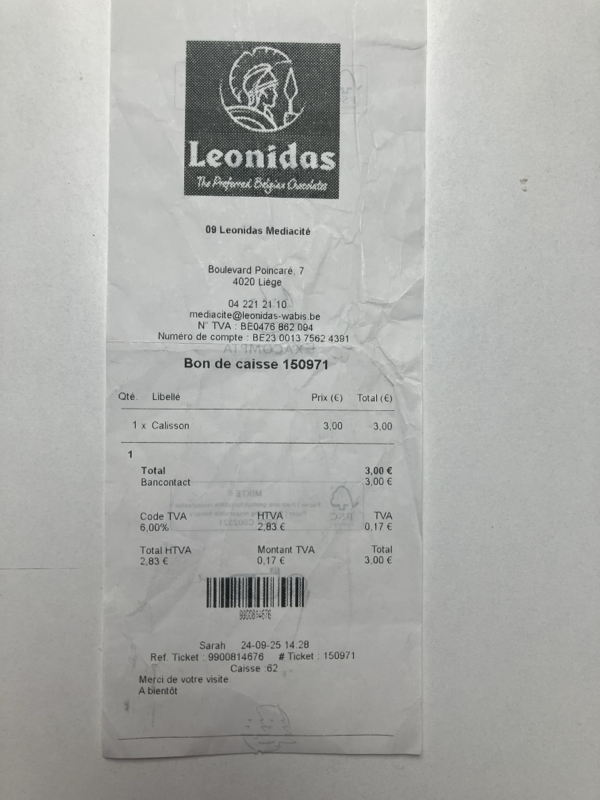 Leonidas
The Preferred Belgian Chocolates
09 Leonidas Mediacité
Boulevard Poincaré, 7
4020 Liège
04 221 21 10
mediacite@leonidas-wabis.be
N° TVA : BE0476 862 094
Numéro de compte : BE23 0013 7562 4391
Bon de caisse 150971
Qté. Libellé Prix (€) Total (€)
1 x Calisson 3,00 3,00
1
Total 3,00 €
Bancontact 3,00 €
Code TVA HTVA TVA
6,00% 2,83 € 0,17 €
Total HTVA Montant TVA Total
2,83 € 0,17 € 3,00 €
9900814676
Sarah 24-09-25 14:28
Ref. Ticket : 9900814676 # Ticket : 150971
Caisse :62
Merci de votre visite
A bientôt